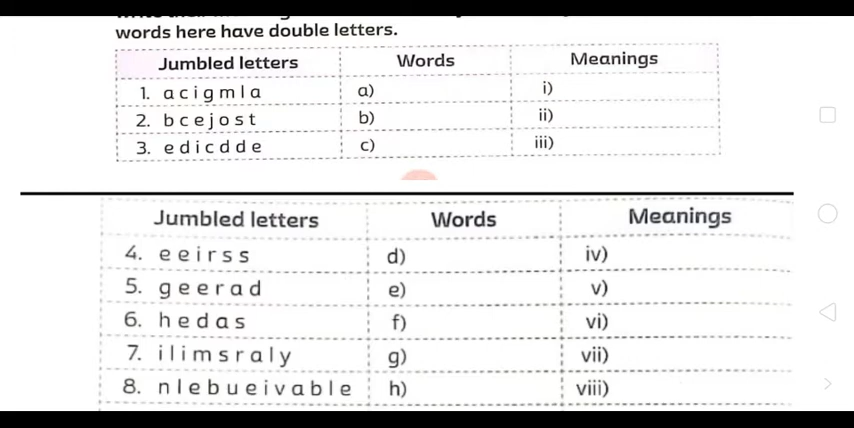 words here have double letters.
Jumbled letters Words Meanings
1. a c i g m l a a) i)
2. b c e j o s t b) ii)
3. e d i c d d e c) iii)
Jumbled letters Words Meanings
4. e e i r s s d) iv)
5. g e e r a d e) v)
6. h e d a s f) vi)
7. i l i m s r a l y g) vii)
8. n l e b u e i v a b l e h) viii)